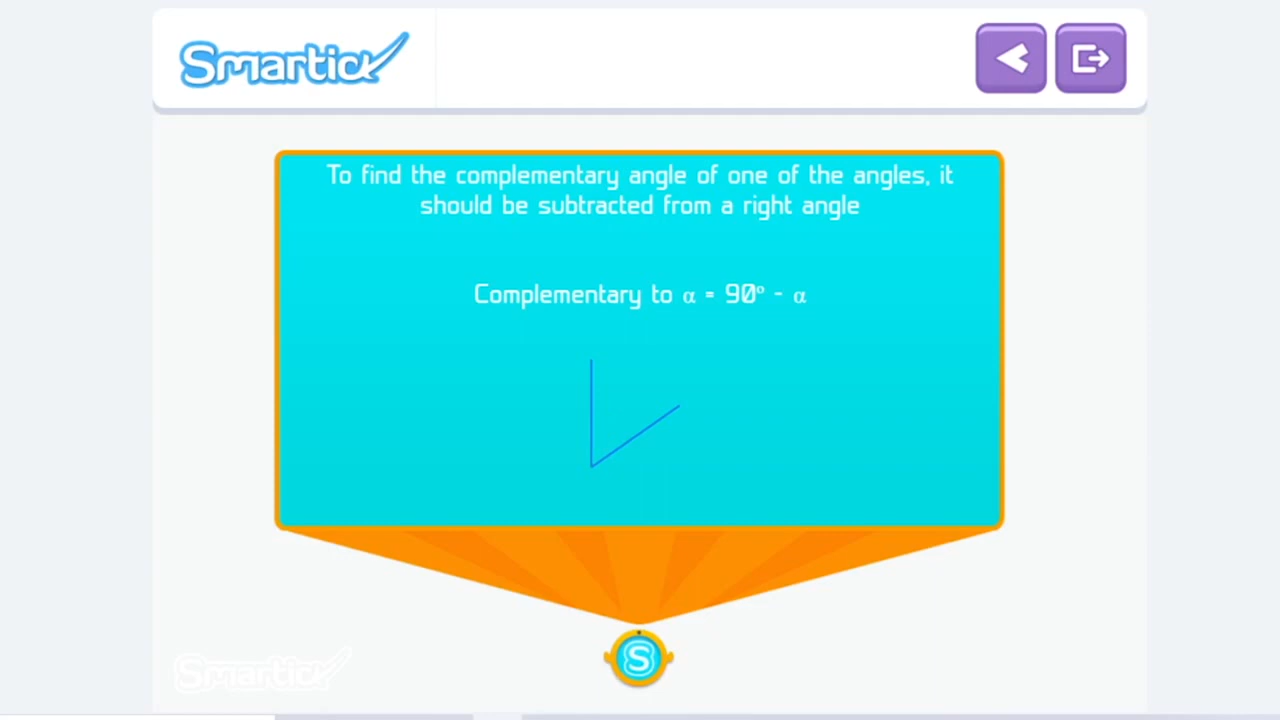 Smartick
To find the complementary angle of one of the angles, it
should be subtracted from a right angle
Complementary to α = 90º - α
S
Smartick